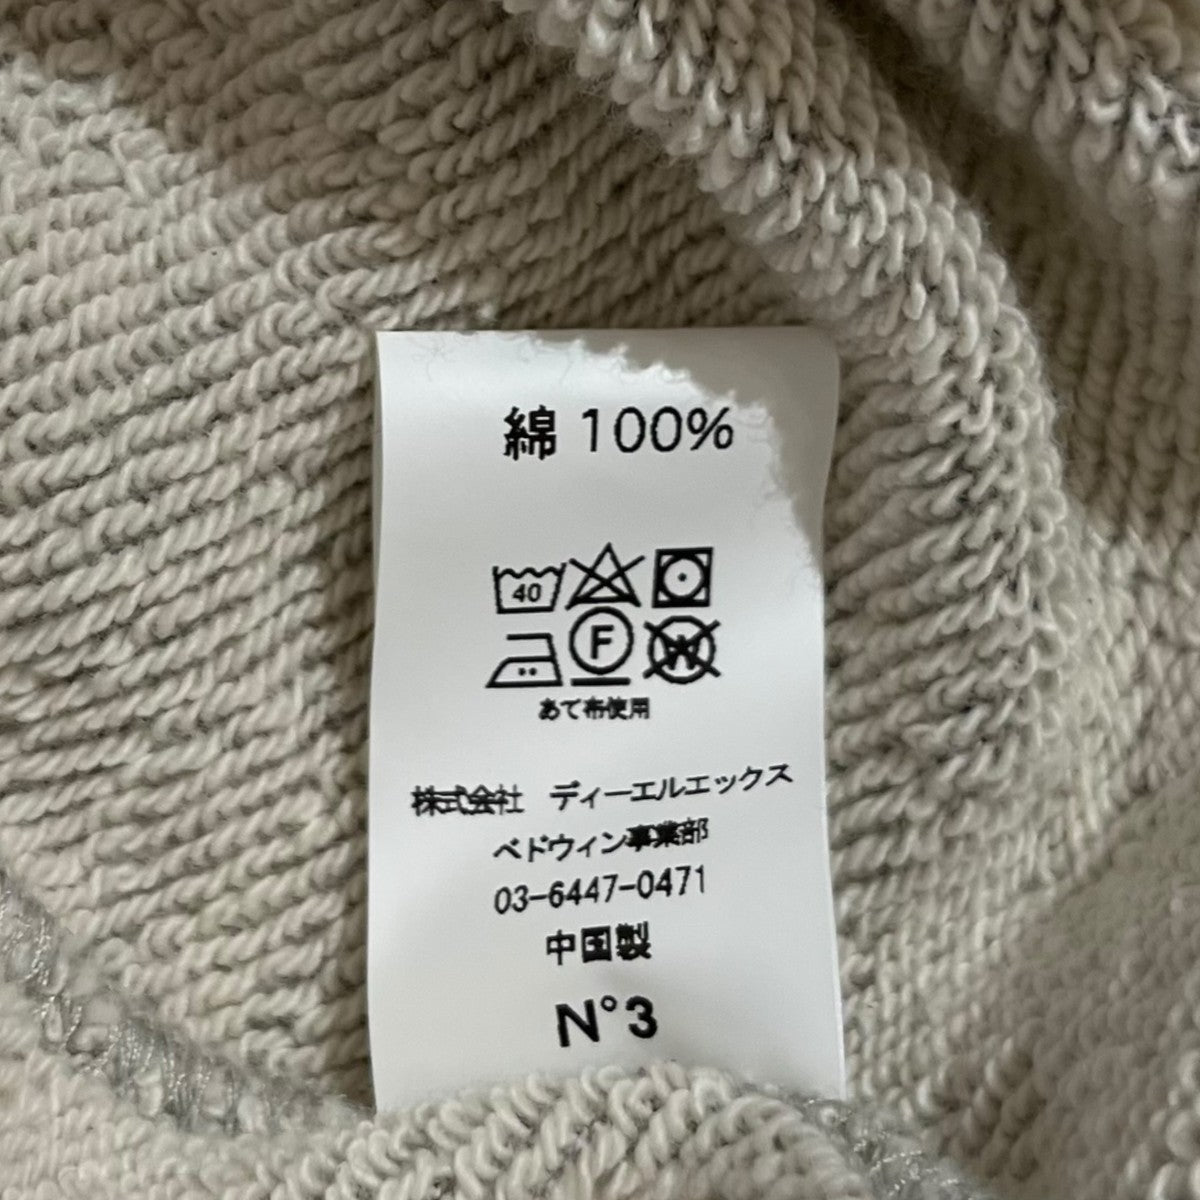 綿 100%
40
F W
あて布使用
株式会社 ディーエルエックス
ベドウィン事業部
03-6447-0471
中国製
N°3